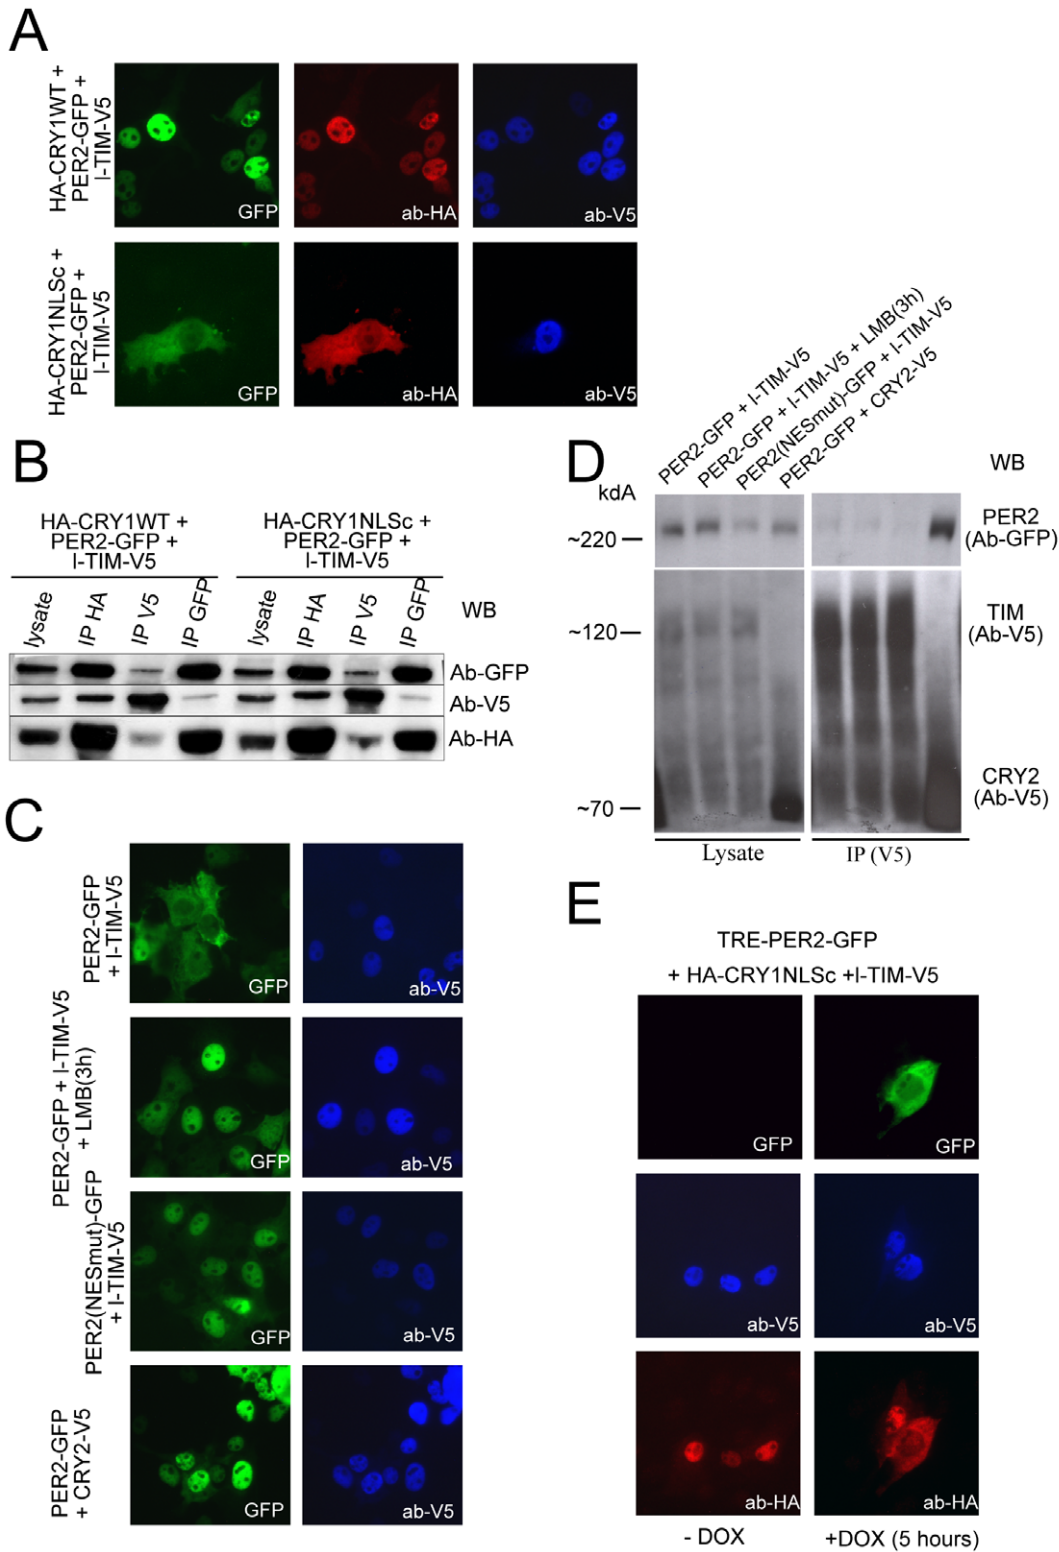 A
HA-CRY1WT +
PER2-GFP +
l-TIM-V5
GFP
ab-HA
ab-V5
HA-CRY1NLSc +
PER2-GFP +
l-TIM-V5
GFP
ab-HA
ab-V5
B
HA-CRY1WT +
PER2-GFP +
l-TIM-V5
HA-CRY1NLSc +
PER2-GFP +
l-TIM-V5
lysate
IP HA
IP V5
IP GFP
lysate
IP HA
IP V5
IP GFP
WB
Ab-GFP
Ab-V5
Ab-HA
C
PER2-GFP
+ l-TIM-V5
GFP
ab-V5
PER2-GFP + l-TIM-V5
+ LMB(3h)
GFP
ab-V5
PER2(NESmut)-GFP
+ l-TIM-V5
GFP
ab-V5
PER2-GFP
+ CRY2-V5
GFP
ab-V5
D
PER2-GFP + l-TIM-V5
PER2-GFP + l-TIM-V5 + LMB(3h)
PER2(NESmut)-GFP + l-TIM-V5
PER2-GFP + CRY2-V5
WB
kdA
~220
~120
~70
PER2
(Ab-GFP)
TIM
(Ab-V5)
CRY2
(Ab-V5)
Lysate
IP (V5)
E
TRE-PER2-GFP
+ HA-CRY1NLSc +l-TIM-V5
GFP
GFP
ab-V5
ab-V5
ab-HA
ab-HA
- DOX
+DOX (5 hours)